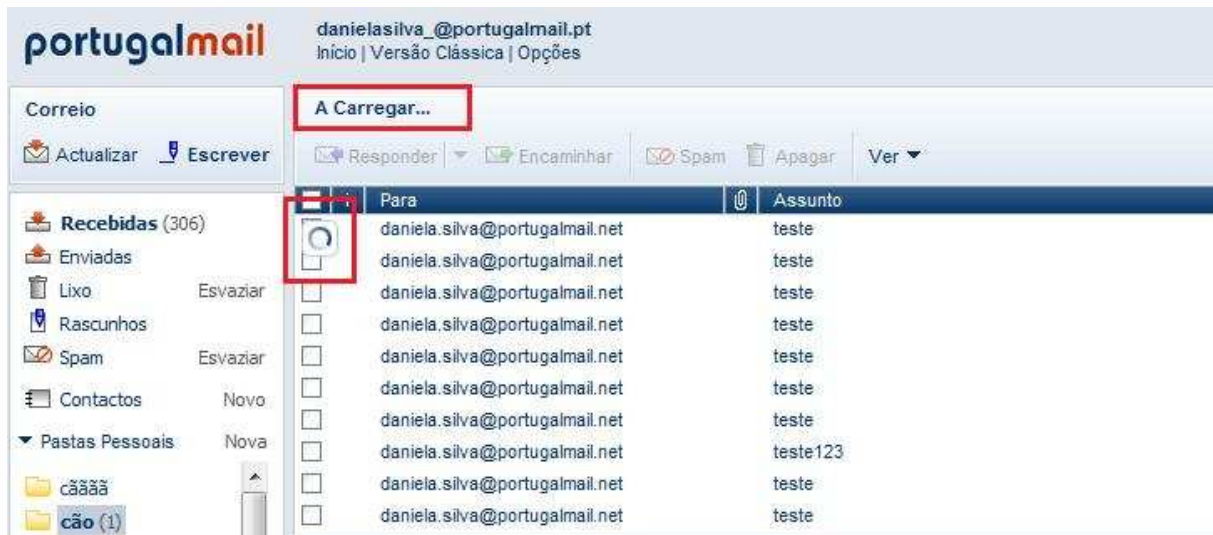 portugalmail
danielasilva_@portugalmail.pt
Início | Versão Clássica | Opções
Correio
Actualizar Escrever
Recebidas (306)
Enviadas
Lixo Esvaziar
Rascunhos
Spam Esvaziar
Contactos Novo
Pastas Pessoais Nova
cããããã
cão (1)
A Carregar...
Responder Encaminhar Spam Apagar Ver
Para Assunto
daniela.silva@portugalmail.net teste
daniela.silva@portugalmail.net teste
daniela.silva@portugalmail.net teste
daniela.silva@portugalmail.net teste
daniela.silva@portugalmail.net teste
daniela.silva@portugalmail.net teste
daniela.silva@portugalmail.net teste
daniela.silva@portugalmail.net teste123
daniela.silva@portugalmail.net teste
daniela.silva@portugalmail.net teste